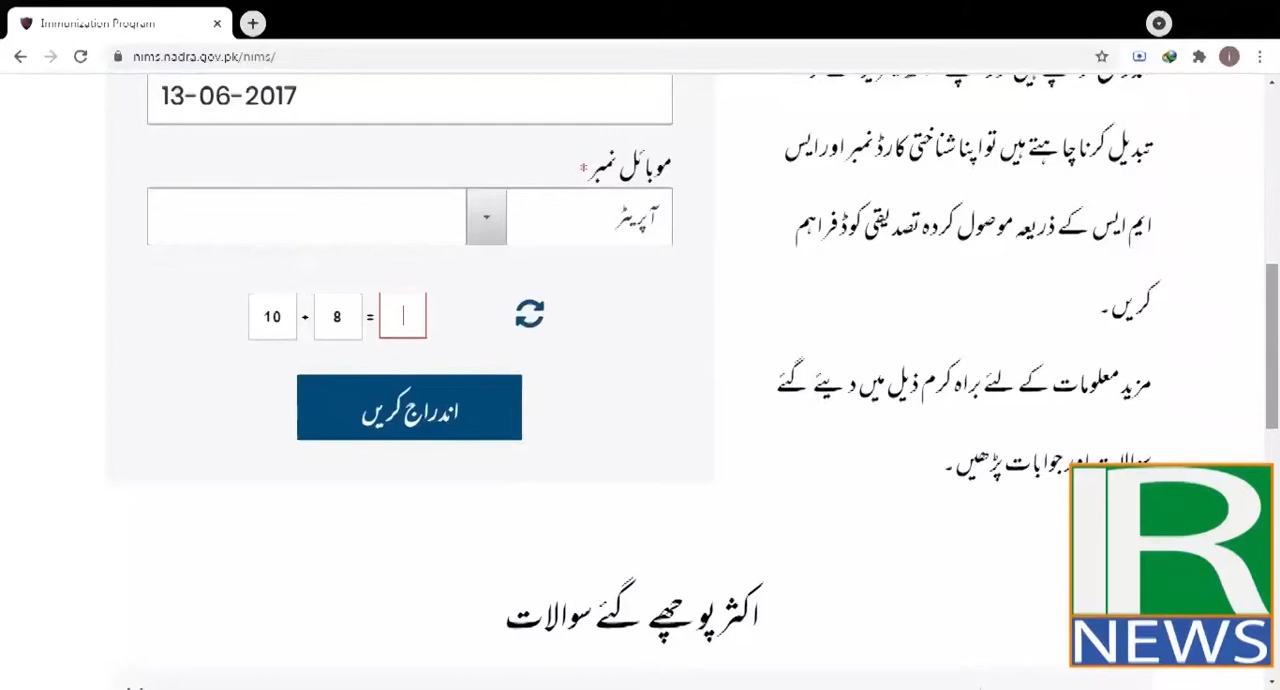 Immunization Program
nims.nadra.gov.pk/nims/
13-06-2017
موبائل نمبر *
آپریٹر
10 + 8 =
اندراج کریں
تبدیل کرنا چاہتے ہیں تو اپنا شناختی کارڈ نمبر اور ایس
ایم ایس کے ذریعہ موصول کردہ تصدیقی کوڈ فراہم
کریں۔
مزید معلومات کے لئے براہ کرم ذیل میں دیئے گئے
جوابات پڑھیں۔
اکثر پوچھے گئے سوالات
IR
NEWS